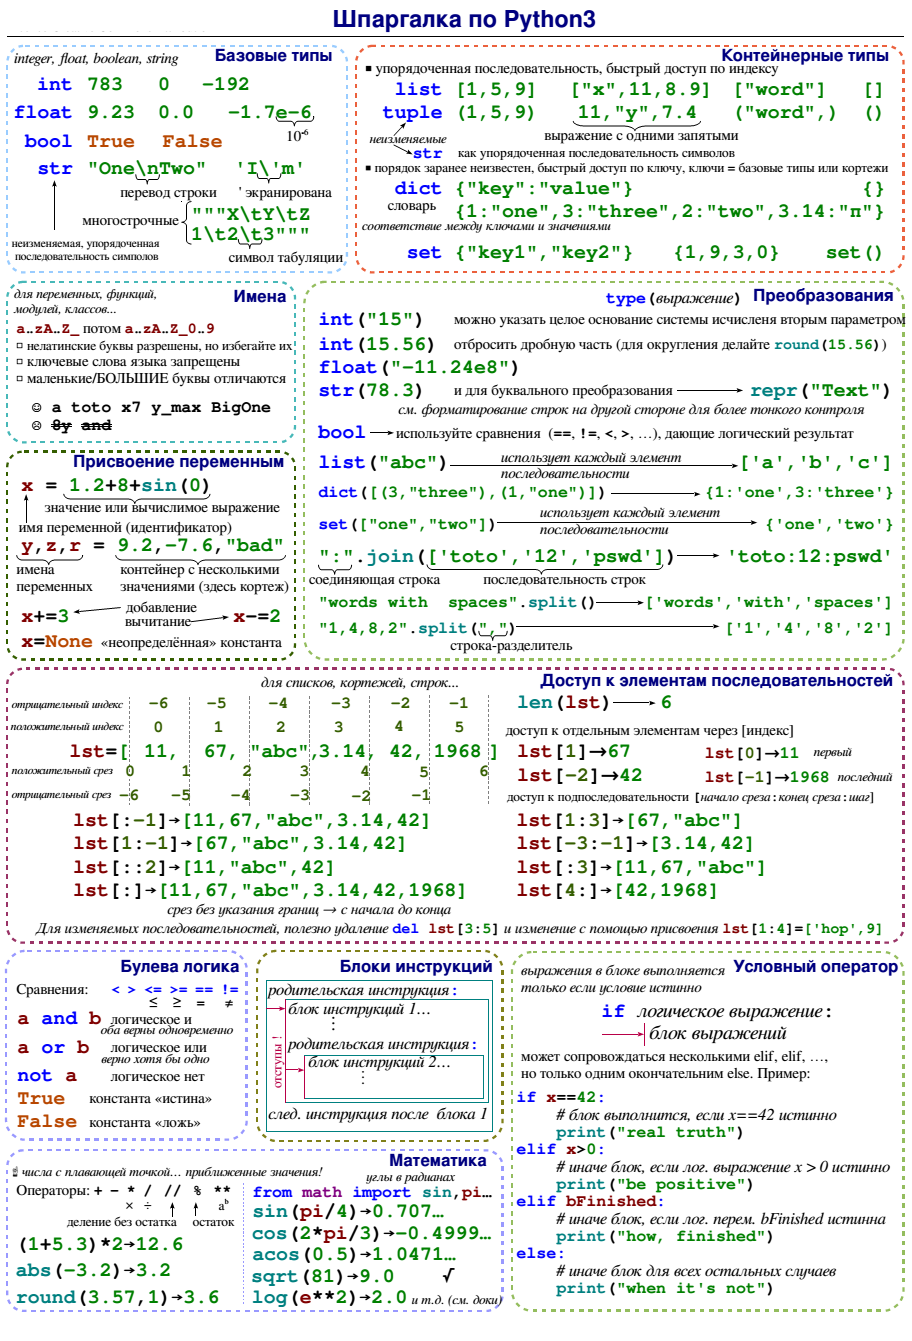 Шпаргалка по Python3
integer, float, boolean, string
Базовые типы
int 783 0 -192
float 9.23 0.0 -1.7e-6
10⁻⁶
bool True False
str "One\nTwo" 'I\'m'
перевод строки ' экранирована
многострочные """X\tY\tZ
1\t2\t3"""
неизменяемая, упорядоченная
последовательность симполов
символ табуляции
Контейнерные типы
▪ упорядоченная последовательность, быстрый доступ по индексу
list [1,5,9] ["x",11,8.9] ["word"] []
tuple (1,5,9) 11,"y",7.4 ("word",) ()
неизменяемые
выражение с одними запятыми
str как упорядоченная последовательность символов
▪ порядок заранее неизвестен, быстрый доступ по ключу, ключи = базовые типы или кортежи
dict {"key":"value"} {}
словарь {1:"one",3:"three",2:"two",3.14:"π"}
соответствие между ключами и значениями
set {"key1","key2"} {1,9,3,0} set()
для переменных, функций,
модулей, классов...
Имена
a..zA..Z_ потом a..zA..Z_0..9
▫ нелатинские буквы разрешены, но избегайте их
▫ ключевые слова языка запрещены
▫ маленькие/БОЛЬШИЕ буквы отличаются
☺ a toto x7 y_max BigOne
☹ 8y and
Присвоение переменным
x = 1.2+8+sin(0)
значение или вычислимое выражение
имя переменной (идентификатор)
y,z,r = 9.2,-7.6,"bad"
имена
переменных
контейнер с несколькими
значениями (здесь кортеж)
x+=3 добавление
вычитание x-=2
x=None «неопределённая» константа
type(выражение) Преобразования
int("15") можно указать целое основание системы исчисленя вторым параметром
int(15.56) отбросить дробную часть (для округления делайте round(15.56))
float("-11.24e8")
str(78.3) и для буквального преобразования → repr("Text")
см. форматирование строк на другой стороне для более тонкого контроля
bool → используйте сравнения (==, !=, <, >, …), дающие логический результат
list("abc") использует каждый элемент последовательности → ['a','b','c']
dict([(3,"three"),(1,"one")]) → {1:'one',3:'three'}
set(["one","two"]) использует каждый элемент последовательности → {'one','two'}
":".join(['toto','12','pswd']) → 'toto:12:pswd'
соединяющая строка последовательность строк
"words with  spaces".split() → ['words','with','spaces']
"1,4,8,2".split(",") → ['1','4','8','2']
строка-разделитель
для списков, кортежей, строк...
Доступ к элементам последовательностей
отрицательный индекс -6 -5 -4 -3 -2 -1
положительный индекс 0 1 2 3 4 5
lst=[ 11, 67, "abc",3.14, 42, 1968 ]
положительный срез 0 1 2 3 4 5 6
отрицательный срез -6 -5 -4 -3 -2 -1
len(lst) → 6
доступ к отдельным элементам через [индекс]
lst[1]→67 lst[0]→11 первый
lst[-2]→42 lst[-1]→1968 последний
доступ к подпоследовательности [начало среза:конец среза:шаг]
lst[:-1]→[11,67,"abc",3.14,42] lst[1:3]→[67,"abc"]
lst[1:-1]→[67,"abc",3.14,42] lst[-3:-1]→[3.14,42]
lst[::2]→[11,"abc",42] lst[:3]→[11,67,"abc"]
lst[:]→[11,67,"abc",3.14,42,1968] lst[4:]→[42,1968]
срез без указания границ → с начала до конца
Для изменяемых последовательностей, полезно удаление del lst[3:5] и изменение с помощью присвоения lst[1:4]=['hop',9]
Булева логика
Сравнения: < > <= >= == !=
≤ ≥ = ≠
a and b логическое и
оба верны одновременно
a or b логическое или
верно хотя бы одно
not a логическое нет
True константа «истина»
False константа «ложь»
Блоки инструкций
родительская инструкция:
блок инструкций 1…
⋮
отступы !
родительская инструкция:
блок инструкций 2…
⋮
след. инструкция после блока 1
выражения в блоке выполняется
только если условие истинно
Условный оператор
if логическое выражение:
блок выражений
может сопровождаться несколькими elif, elif, …,
но только одним окончательним else. Пример:
if x==42:
# блок выполнится, если x==42 истинно
print("real truth")
elif x>0:
# иначе блок, если лог. выражение x > 0 истинно
print("be positive")
elif bFinished:
# иначе блок, если лог. перем. bFinished истинна
print("how, finished")
else:
# иначе блок для всех остальных случаев
print("when it's not")
Математика
числа с плавающей точкой… приближенные значения!
углы в радианах
Операторы: + - * / // % **
× ÷ aᵇ
деление без остатка остаток
(1+5.3)*2→12.6
abs(-3.2)→3.2
round(3.57,1)→3.6
from math import sin,pi…
sin(pi/4)→0.707…
cos(2*pi/3)→-0.4999…
acos(0.5)→1.0471…
sqrt(81)→9.0 √
log(e**2)→2.0 и т.д. (см. доки)